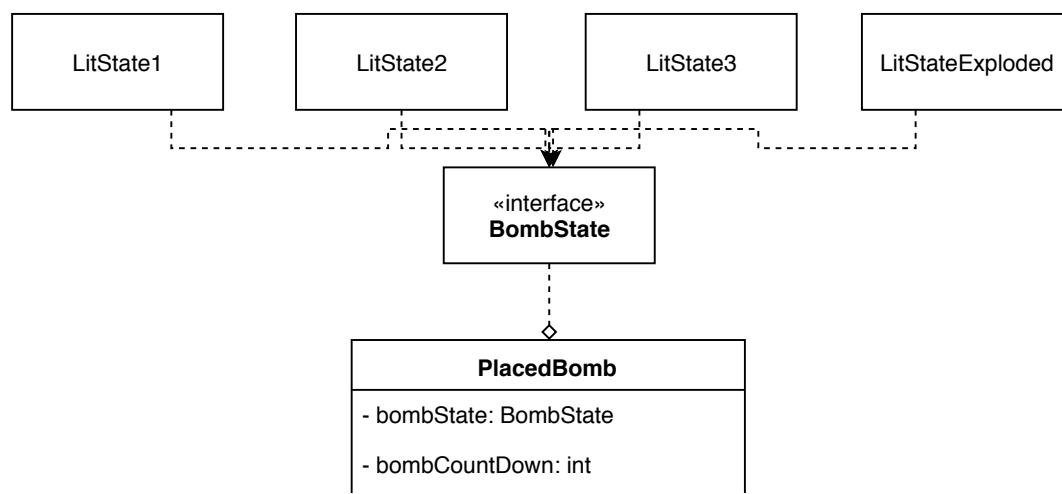 LitState1
LitState2
LitState3
LitStateExploded
«interface»
BombState
PlacedBomb
- bombState: BombState
- bombCountDown: int